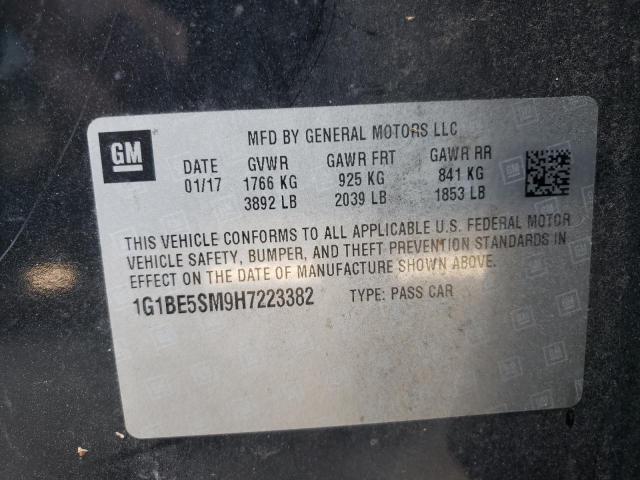 GM
MFD BY GENERAL MOTORS LLC
DATE GVWR GAWR FRT GAWR RR
01/17 1766 KG 925 KG 841 KG
3892 LB 2039 LB 1853 LB
THIS VEHICLE CONFORMS TO ALL APPLICABLE U.S. FEDERAL MOTOR
VEHICLE SAFETY, BUMPER, AND THEFT PREVENTION STANDARDS IN
EFFECT ON THE DATE OF MANUFACTURE SHOWN ABOVE.
1G1BE5SM9H7223382 TYPE: PASS CAR